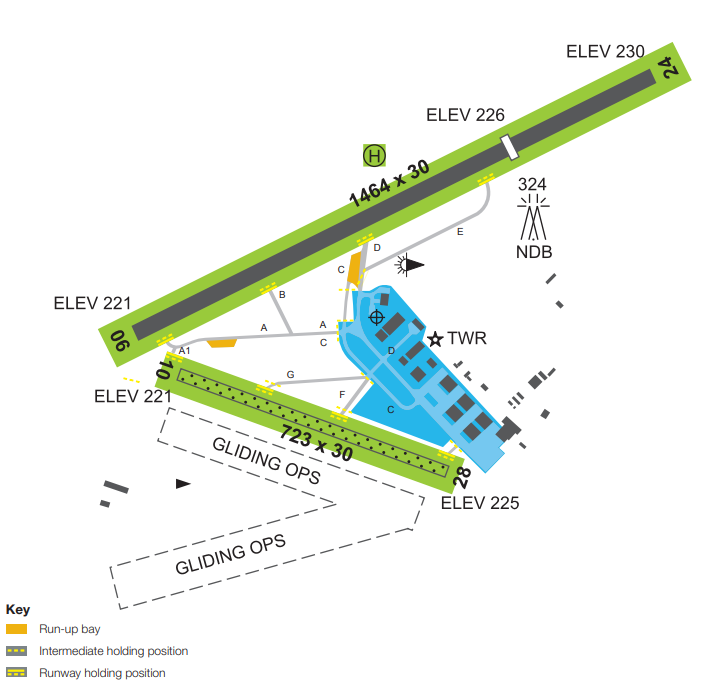 ELEV 230
24
ELEV 226
H
1464 x 30
324
NDB
E
D
C
B
ELEV 221
06
A
A
C
A1
TWR
D
10
ELEV 221
G
F
C
723 x 30
GLIDING OPS
28
ELEV 225
GLIDING OPS
Key
Run-up bay
Intermediate holding position
Runway holding position